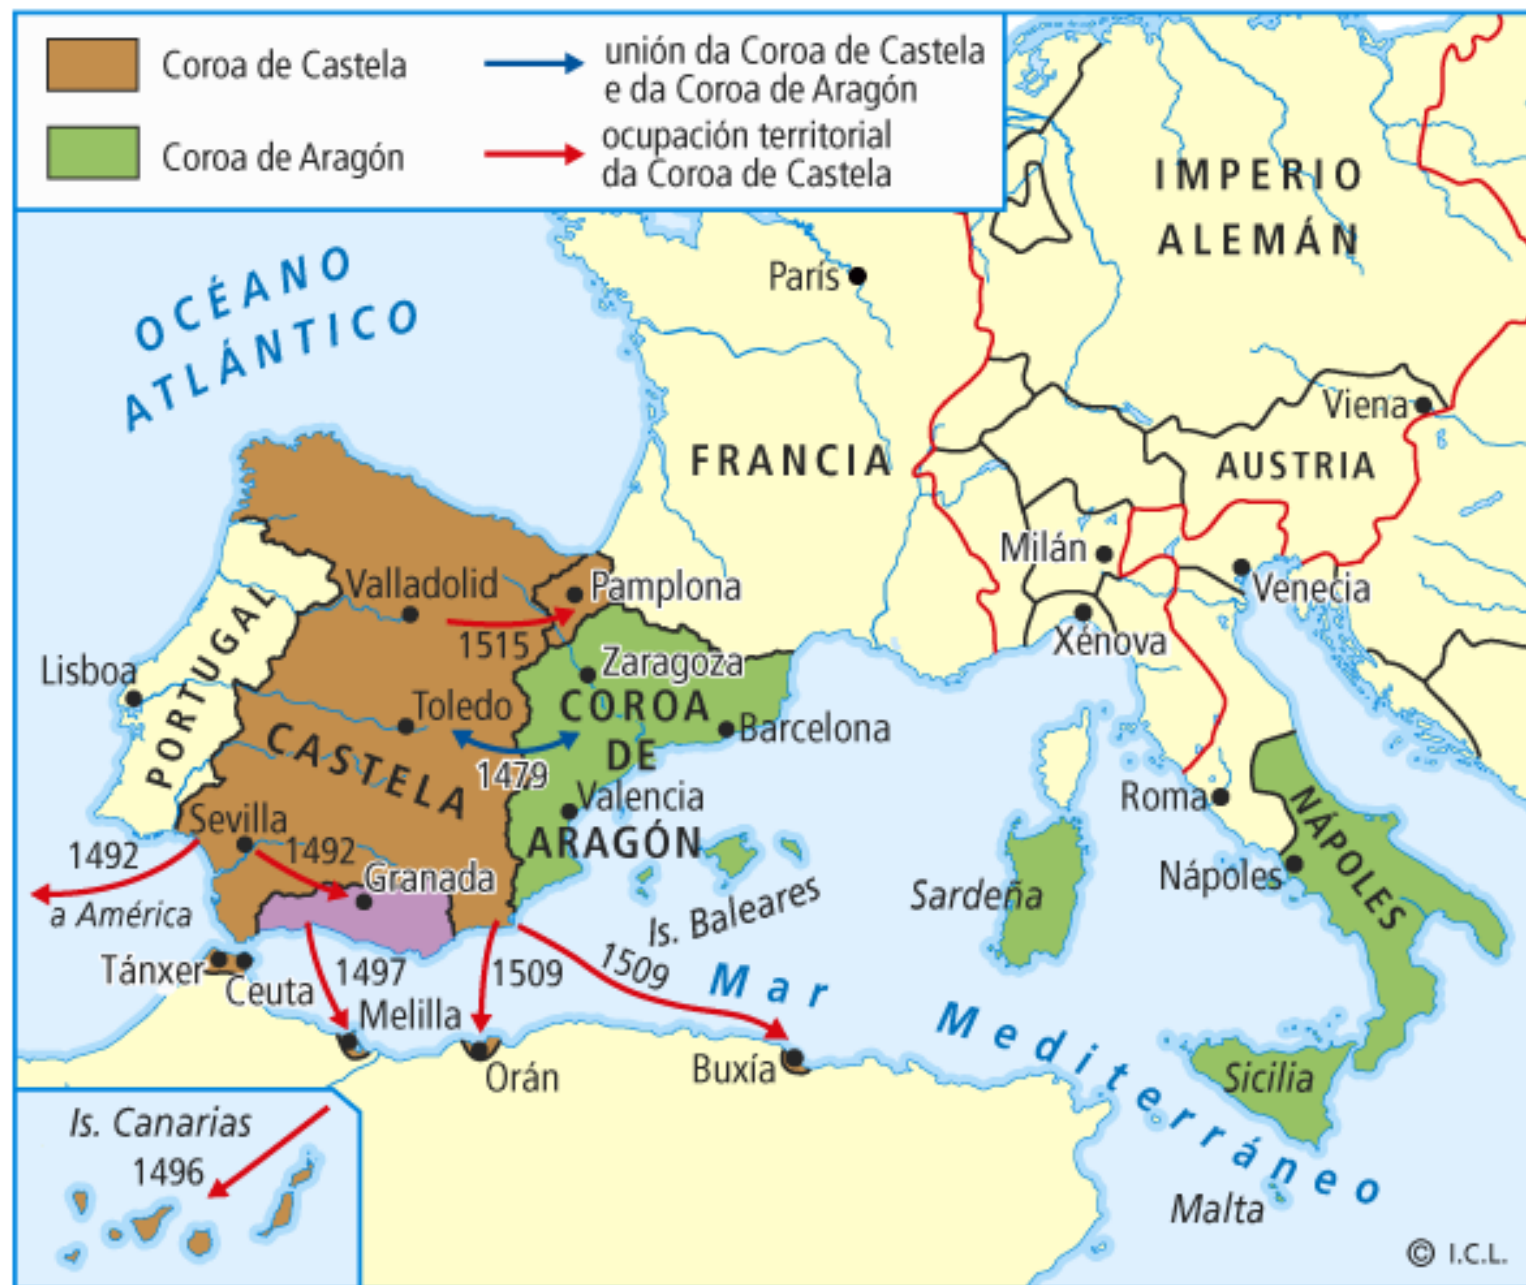 Coroa de Castela
Coroa de Aragón
unión da Coroa de Castela
e da Coroa de Aragón
ocupación territorial
da Coroa de Castela
OCÉANO
ATLÁNTICO
IMPERIO
ALEMÁN
París
Viena
FRANCIA
AUSTRIA
Milán
Venecia
Xénova
Valladolid
Pamplona
1515
PORTUGAL
Lisboa
Zaragoza
Toledo
COROA
DE
ARAGÓN
Barcelona
CASTELA
1479
Valencia
Roma
NÁPOLES
Nápoles
Sevilla
1492
1492
a América
Granada
Is. Baleares
Sardeña
Tánxer
Ceuta
1497
1509
1509
Melilla
Orán
Buxía
Mar Mediterráneo
Sicilia
Malta
Is. Canarias
1496
© I.C.L.